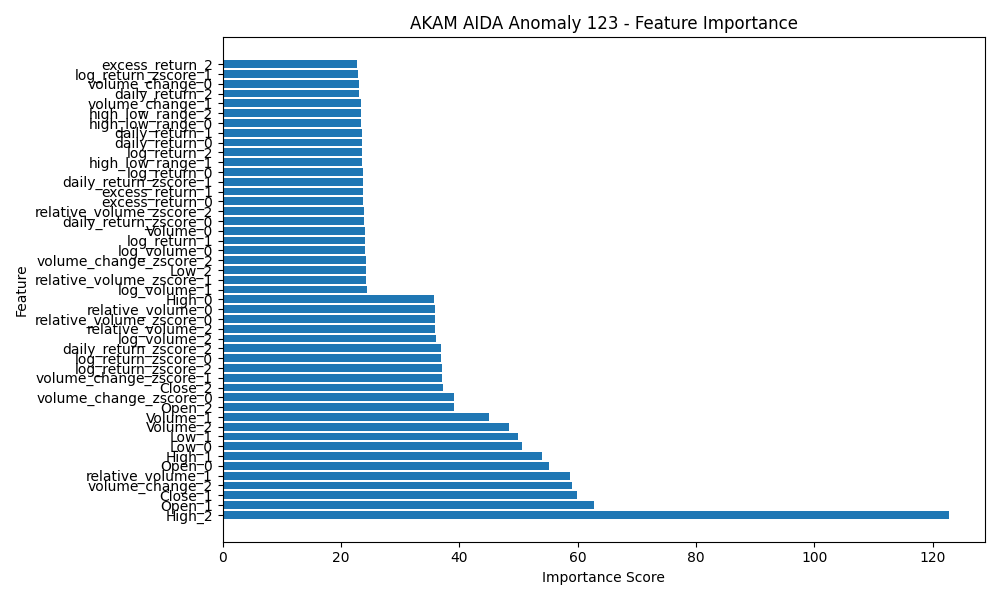 AKAM AIDA Anomaly 123 - Feature Importance
excess_return_2
log_return_zscore_1
volume_change_0
daily_return_2
volume_change_1
high_low_range_2
high_low_range_0
daily_return_1
daily_return_0
log_return_2
high_low_range_1
log_return_0
daily_return_zscore_1
excess_return_1
excess_return_0
relative_volume_zscore_2
daily_return_zscore_0
Volume_0
log_return_1
log_volume_0
volume_change_zscore_2
Low_2
relative_volume_zscore_1
log_volume_1
High_0
relative_volume_0
relative_volume_zscore_0
relative_volume_2
log_volume_2
daily_return_zscore_2
log_return_zscore_0
log_return_zscore_2
volume_change_zscore_1
Close_2
volume_change_zscore_0
Open_2
Volume_1
Volume_2
Low_1
Low_0
High_1
Open_0
relative_volume_1
volume_change_2
Close_1
Open_1
High_2
Feature
0 20 40 60 80 100 120
Importance Score